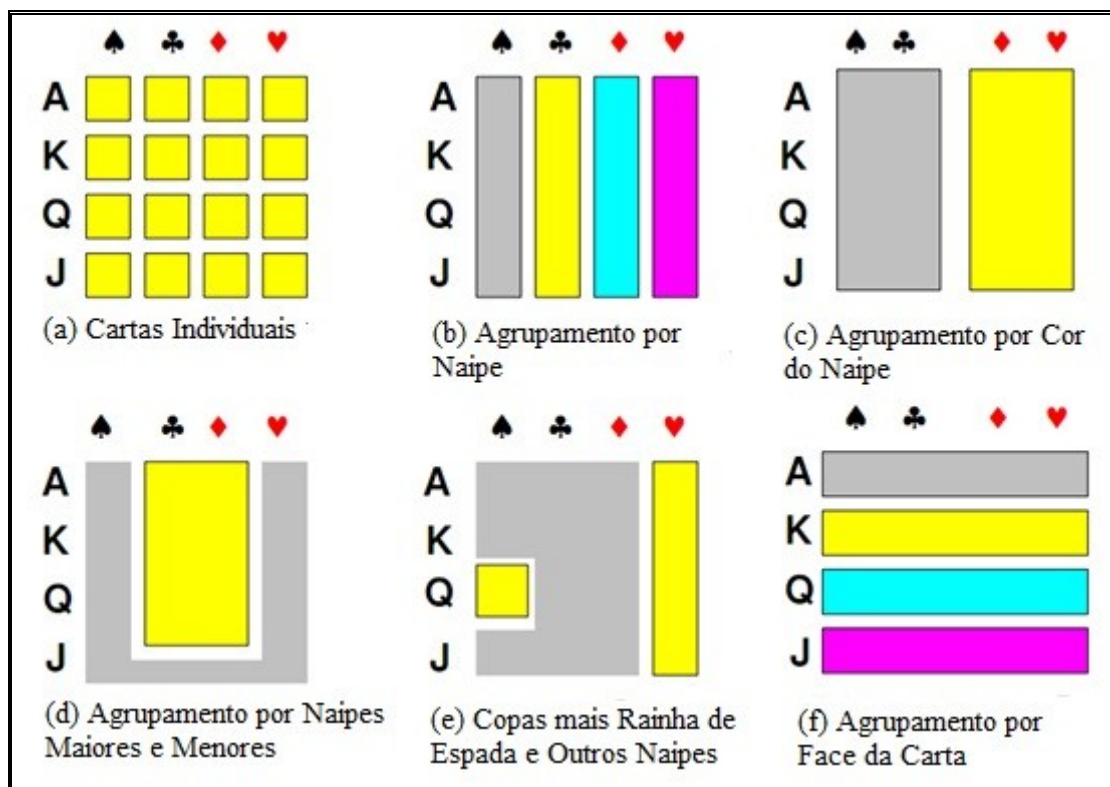 ♠ ♣ ♦ ♥
A
K
Q
J
(a) Cartas Individuais
♠ ♣ ♦ ♥
A
K
Q
J
(b) Agrupamento por
Naipe
♠ ♣ ♦ ♥
A
K
Q
J
(c) Agrupamento por Cor
do Naipe
♠ ♣ ♦ ♥
A
K
Q
J
(d) Agrupamento por Naipes
Maiores e Menores
♠ ♣ ♦ ♥
A
K
Q
J
(e) Copas mais Rainha de
Espada e Outros Naipes
♠ ♣ ♦ ♥
A
K
Q
J
(f) Agrupamento por
Face da Carta